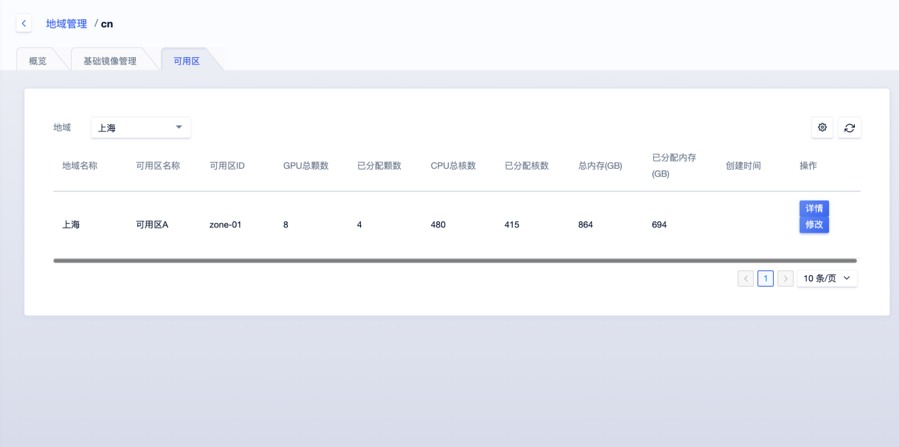 地域管理 / cn
概览 基础镜像管理 可用区
地域 上海
地域名称 可用区名称 可用区ID GPU总颗数 已分配颗数 CPU总核数 已分配核数 总内存(GB) 已分配内存(GB) 创建时间 操作
上海 可用区A zone-01 8 4 480 415 864 694 详情
修改
1 10 条/页